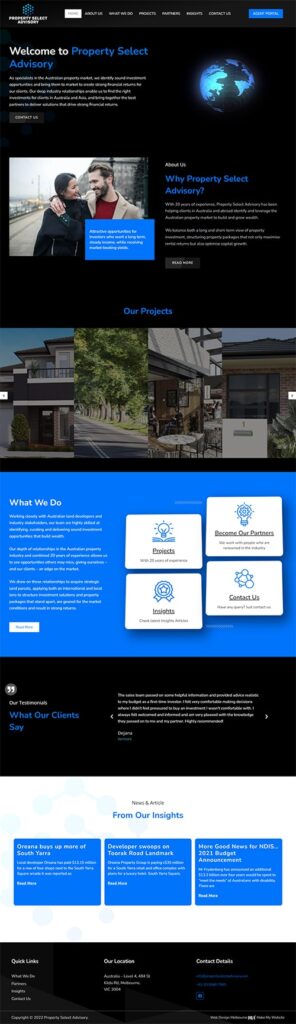 PROPERTY SELECT
ADVISORY
HOME ABOUT US WHAT WE DO PROJECTS PARTNERS INSIGHTS CONTACT US AGENT PORTAL
Welcome to Property Select
Advisory
As specialists in the Australian property market, we identify sound investment
opportunities and bring them to market to create strong financial returns for
our clients. Our deep industry relationships enable us to find the right
investments for clients in Australia and Asia, and bring together the best
partners to deliver solutions that drive strong financial returns.
CONTACT US
About Us
Why Property Select
Advisory?
With 20 years of experience, Property Select Advisory has been
helping clients in Australia and abroad identify and leverage the
Australian property market to build and grow wealth.
We balance both a long and short-term view of property
investment, structuring property packages that not only maximise
rental returns but also optimise capital growth.
Attractive opportunities for
investors who want a long term,
steady income, while receiving
market-beating yields.
READ MORE
Our Projects
What We Do
Working closely with Australian land developers and
industry stakeholders, our team are highly skilled at
identifying, curating and delivering sound investment
opportunities that build wealth.
Our depth of relationships in the Australian property
industry and combined 20 years of experience allows us
to see opportunities others may miss, giving ourselves –
and our clients – an edge on the market.
We draw on these relationships to acquire strategic
land parcels, applying both an international and local
lens to structure investment solutions and property
packages that stand apart, are geared for the market
conditions and result in strong returns.
Read More
Projects
With 20 years of experience
Become Our Partners
We work with people who are
renowned in the industry
Insights
Check latest Insights Articles
Contact Us
Have any query? Just contact us
Our Testimonials
What Our Clients
Say
The sales team passed on some helpful information and provided advice realistic
to my budget as a first-time investor. I felt very comfortable making decisions
where I didn't feel pressured to buy an investment I wasn't comfortable with. I
always felt welcomed and informed and am very pleased with the knowledge
they passed on to me and my partner. Highly recommended!
Dejana
News & Article
From Our Insights
Oreana buys up more of
South Yarra
Local developer Oreana has paid $13.15 million
for a row of four shops next to the South Yarra
Square arcade it was reported on
Read More
Developer swoops on
Toorak Road Landmark
Oreana Property Group is paying $535 million
for a South Yarra retail and office complex with
plans for a luxury hotel. South Yarra Square,
Read More
More Good News for NDIS...
2021 Budget
Announcement
Mr Frydenberg has announced an additional
$13.2 billion over four years would be spent to
"meet the needs" of Australians with disability.
There are
Read More
Quick Links
What We Do
Partners
Insights
Contact Us
Our Location
Australia – Level 4, 484 St
Kilda Rd, Melbourne,
VIC 3004
Contact Details
Copyright © 2022 Property Select Advisory.
Web Design Melbourne Make My Website